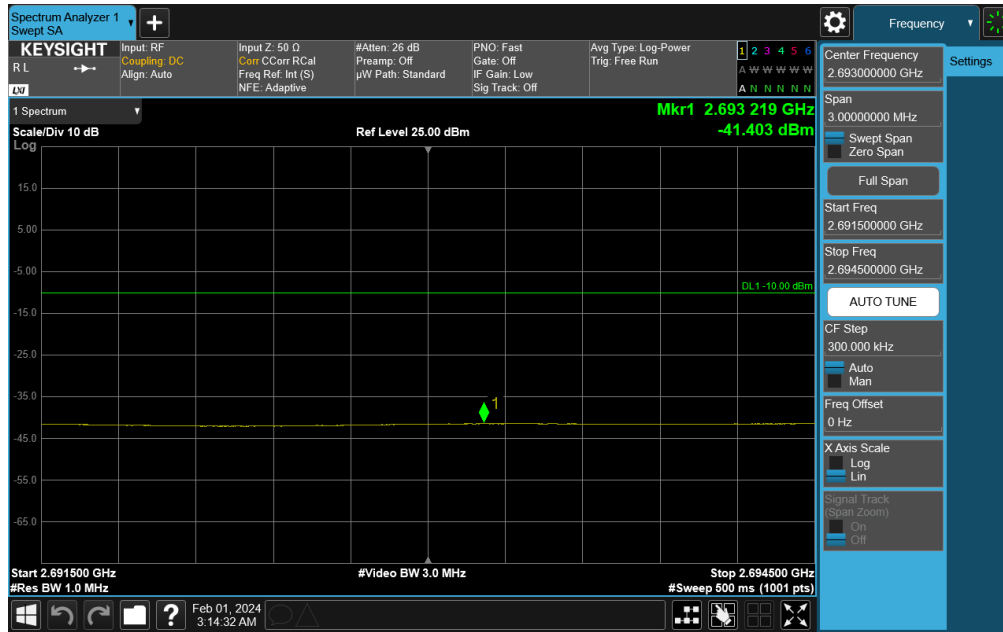 Spectrum Analyzer 1
Swept SA
+
Frequency
KEYSIGHT
R L
LXI
Input: RF
Coupling: DC
Align: Auto
Input Z: 50 Ω
Corr CCorr RCal
Freq Ref: Int (S)
NFE: Adaptive
#Atten: 26 dB
Preamp: Off
µW Path: Standard
PNO: Fast
Gate: Off
IF Gain: Low
Sig Track: Off
Avg Type: Log-Power
Trig: Free Run
1 2 3 4 5 6
A W W W W W
A N N N N N
1 Spectrum
Mkr1 2.693 219 GHz
-41.403 dBm
Scale/Div 10 dB
Ref Level 25.00 dBm
Log
15.0
5.00
-5.00
DL1 -10.00 dBm
-15.0
-25.0
-35.0
1
-45.0
-55.0
-65.0
Start 2.691500 GHz
#Video BW 3.0 MHz
Stop 2.694500 GHz
#Res BW 1.0 MHz
#Sweep 500 ms (1001 pts)
?
Feb 01, 2024
3:14:32 AM
Center Frequency
2.693000000 GHz
Settings
Span
3.00000000 MHz
Swept Span
Zero Span
Full Span
Start Freq
2.691500000 GHz
Stop Freq
2.694500000 GHz
AUTO TUNE
CF Step
300.000 kHz
Auto
Man
Freq Offset
0 Hz
X Axis Scale
Log
Lin
Signal Track
(Span Zoom)
On
Off